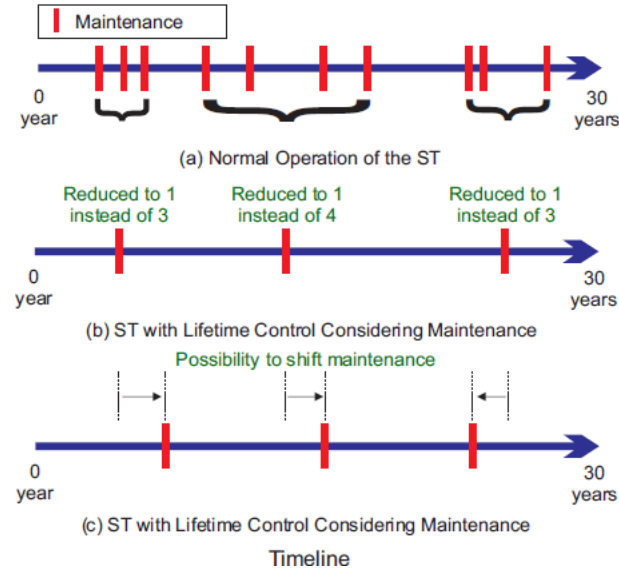 Maintenance
0
year
30
years
(a) Normal Operation of the ST
Reduced to 1
instead of 3
Reduced to 1
instead of 4
Reduced to 1
instead of 3
0
year
30
years
(b) ST with Lifetime Control Considering Maintenance
Possibility to shift maintenance
0
year
30
years
(c) ST with Lifetime Control Considering Maintenance
Timeline